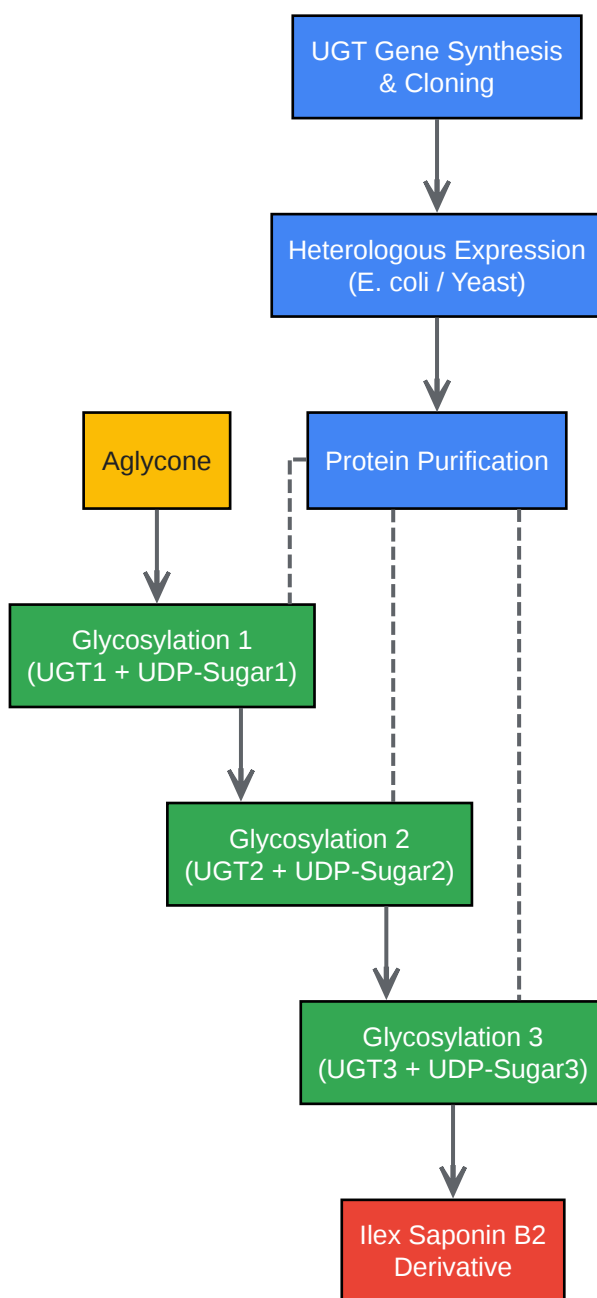 UGT Gene Synthesis
& Cloning
Heterologous Expression
(E. coli / Yeast)
Aglycone
Protein Purification
Glycosylation 1
(UGT1 + UDP-Sugar1)
Glycosylation 2
(UGT2 + UDP-Sugar2)
Glycosylation 3
(UGT3 + UDP-Sugar3)
Ilex Saponin B2
Derivative